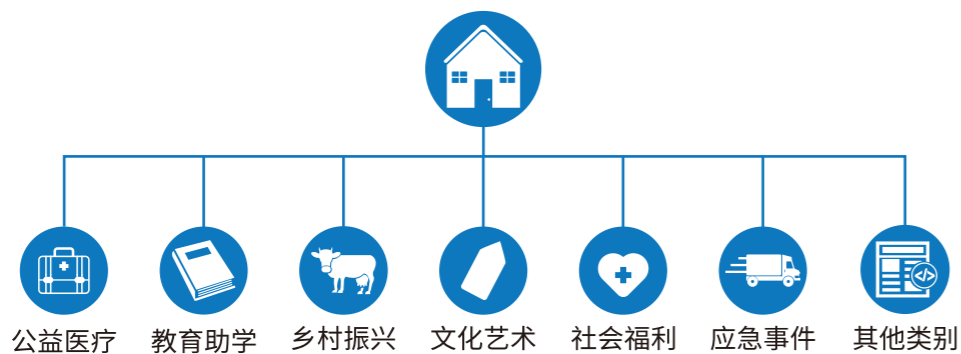 公益医疗
教育助学
乡村振兴
文化艺术
社会福利
应急事件
其他类别